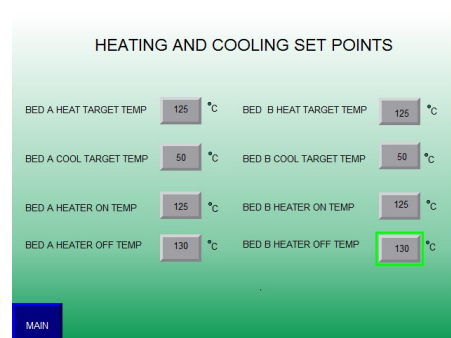 HEATING AND COOLING SET POINTS
BED A HEAT TARGET TEMP 125 °C BED B HEAT TARGET TEMP 125 °C
BED A COOL TARGET TEMP 50 °C BED B COOL TARGET TEMP 50 °C
BED A HEATER ON TEMP 125 °C BED B HEATER ON TEMP 125 °C
BED A HEATER OFF TEMP 130 °C BED B HEATER OFF TEMP 130 °C
MAIN